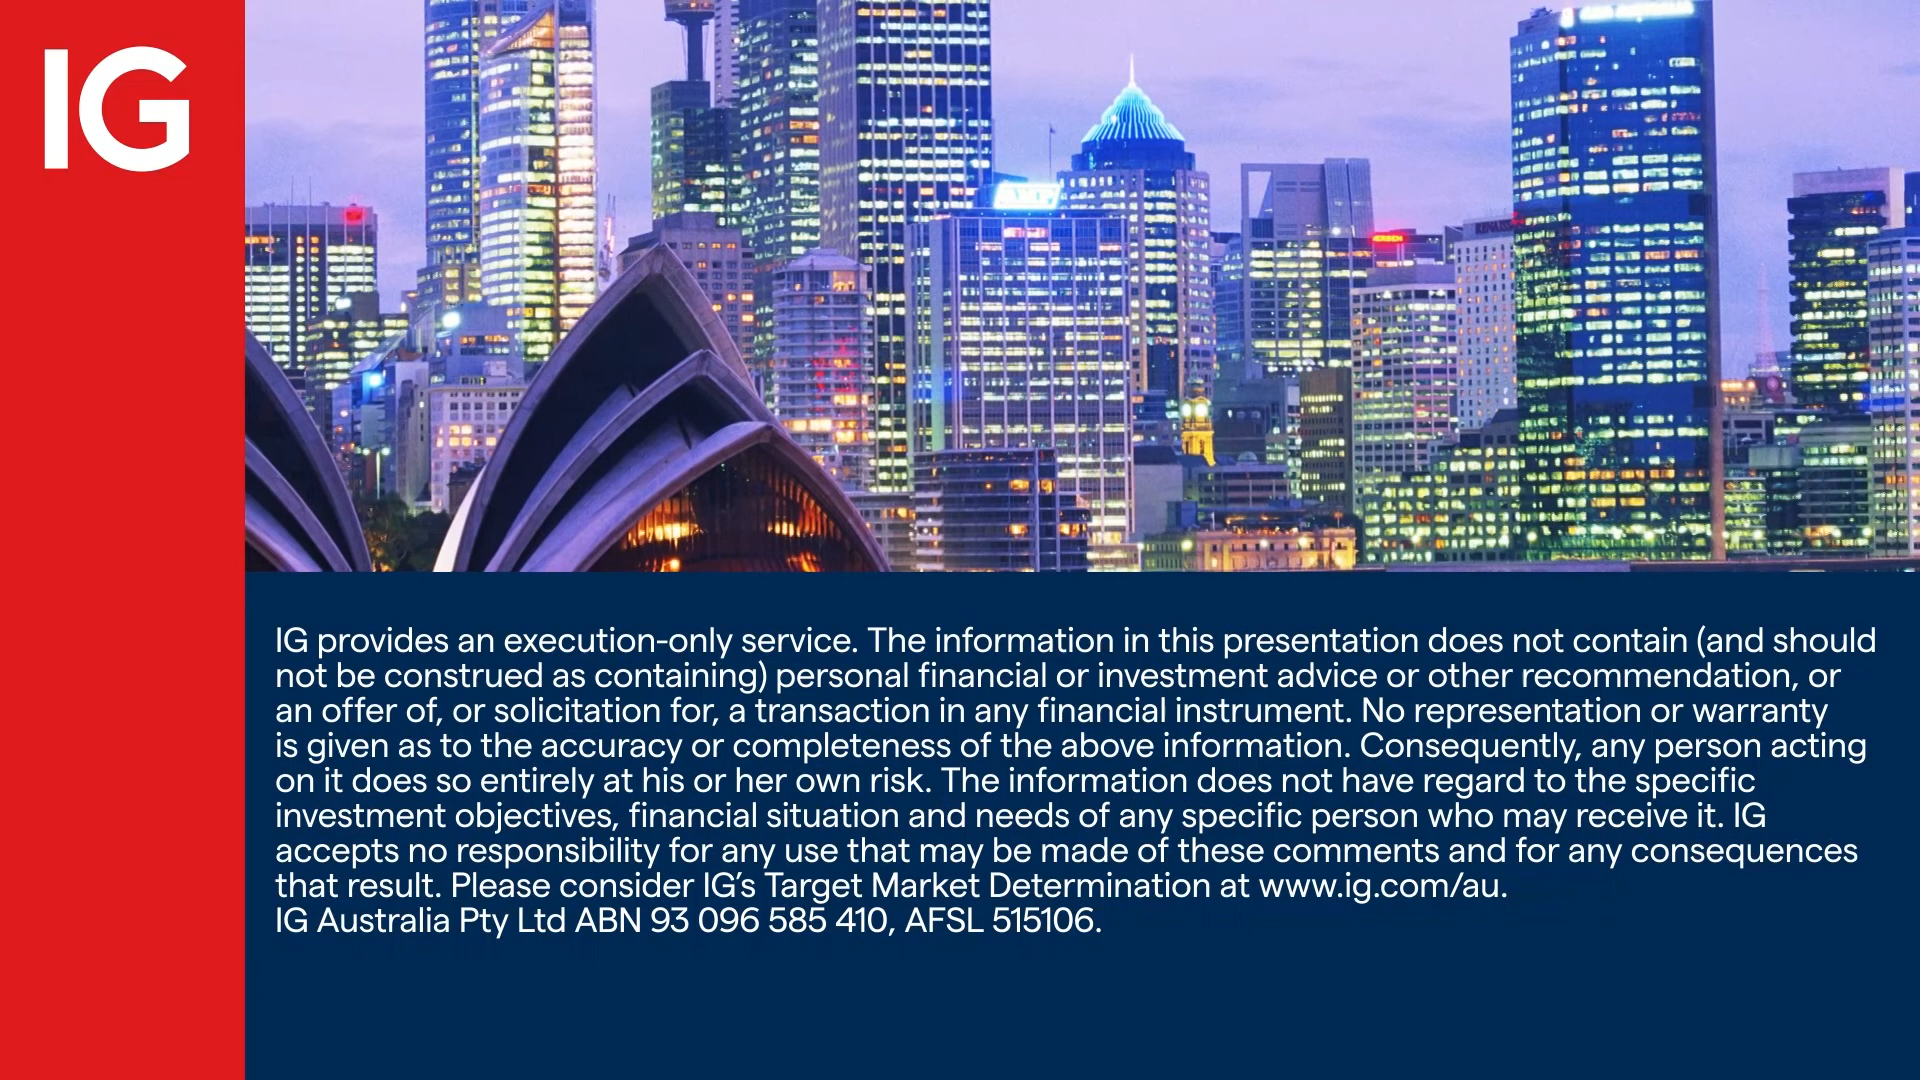 IG
AMP
IG provides an execution-only service. The information in this presentation does not contain (and should
not be construed as containing) personal financial or investment advice or other recommendation, or
an offer of, or solicitation for, a transaction in any financial instrument. No representation or warranty
is given as to the accuracy or completeness of the above information. Consequently, any person acting
on it does so entirely at his or her own risk. The information does not have regard to the specific
investment objectives, financial situation and needs of any specific person who may receive it. IG
accepts no responsibility for any use that may be made of these comments and for any consequences
that result. Please consider IG’s Target Market Determination at www.ig.com/au.
IG Australia Pty Ltd ABN 93 096 585 410, AFSL 515106.